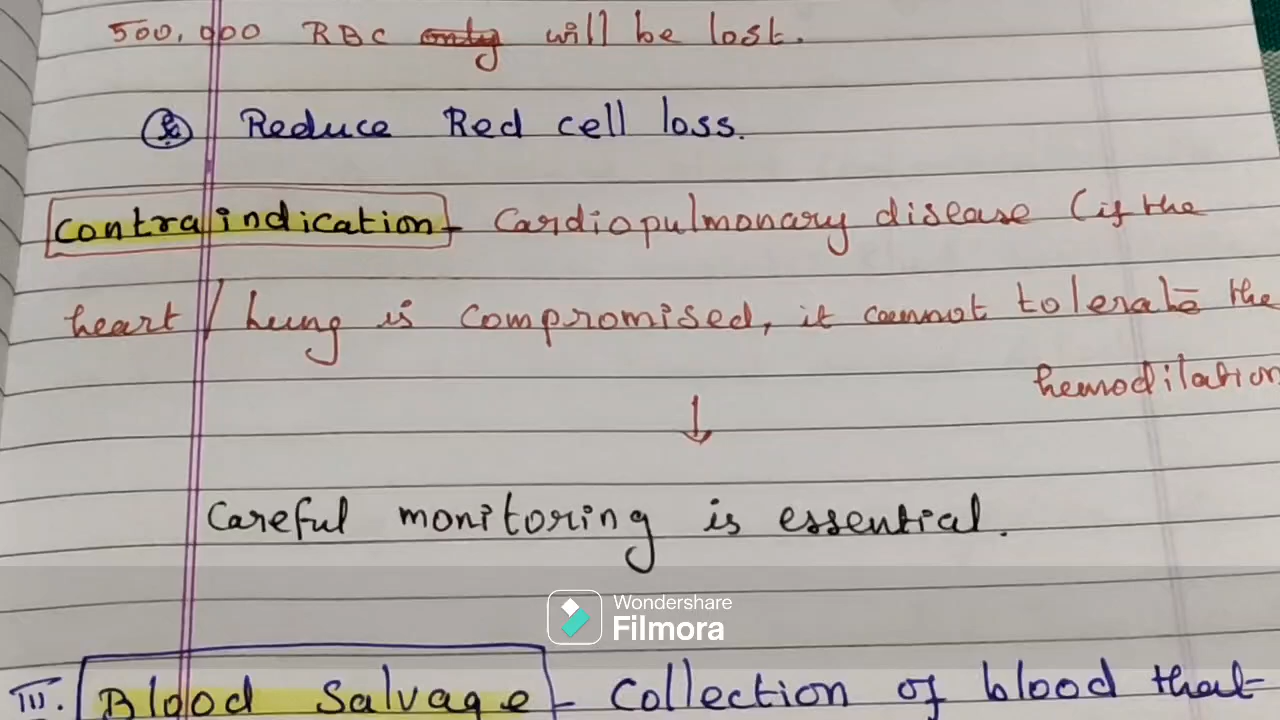 500,000 RBC only will be lost.
Reduce Red cell loss.
Contraindication - Cardiopulmonary disease (if the
heart / lung is compromised, it cannot tolerate the
hemodilation
↓
Careful monitoring is essential.
Wondershare
Filmora
III. Blood Salvage - Collection of blood that